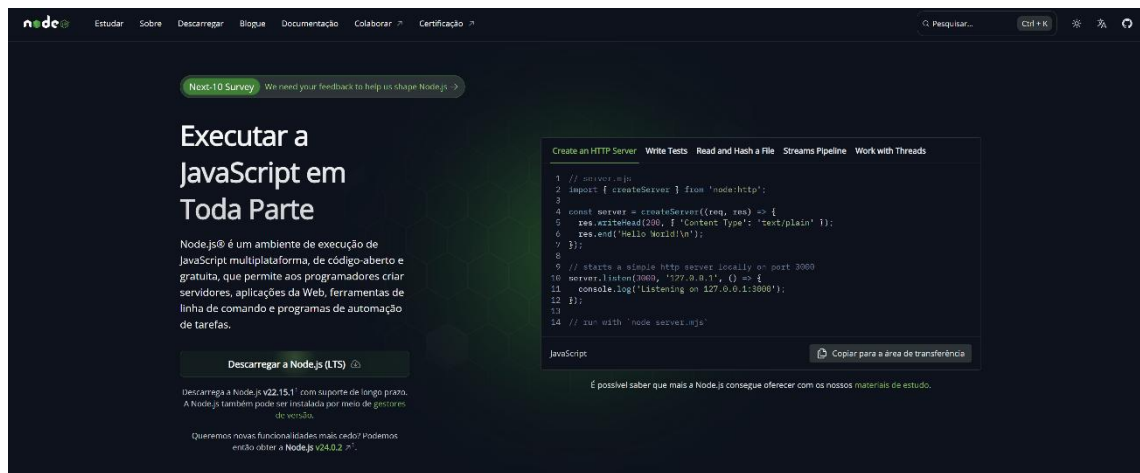 node
Estudar Sobre Descarregar Blogue Documentação Colaborar ↗ Certificação ↗ Pesquisar... Ctrl + K
Next-10 Survey We need your feedback to help us shape Node.js →
Executar a
JavaScript em
Toda Parte
Node.js® é um ambiente de execução de
JavaScript multiplataforma, de código-aberto e
gratuita, que permite aos programadores criar
servidores, aplicações da Web, ferramentas de
linha de comando e programas de automação
de tarefas.
Descarregar a Node.js (LTS)
Descarrega a Node.js v22.15.1¹ com suporte de longo prazo.
A Node.js também pode ser instalada por meio de gestores
de versão.
Queremos novas funcionalidades mais cedo? Podemos
então obter a Node.js v24.0.2 ↗¹.
Create an HTTP Server Write Tests Read and Hash a File Streams Pipeline Work with Threads
1 // server.mjs
2 import { createServer } from 'node:http';
3
4 const server = createServer((req, res) => {
5 res.writeHead(200, { 'Content Type': 'text/plain' });
6 res.end('Hello World!\n');
7 });
8
9 // starts a simple http server locally on port 3000
10 server.listen(3000, '127.0.0.1', () => {
11 console.log('Listening on 127.0.0.1:3000');
12 });
13
14 // run with `node server.mjs`
JavaScript Copiar para a área de transferência
É possível saber que mais a Node.js consegue oferecer com os nossos materiais de estudo.